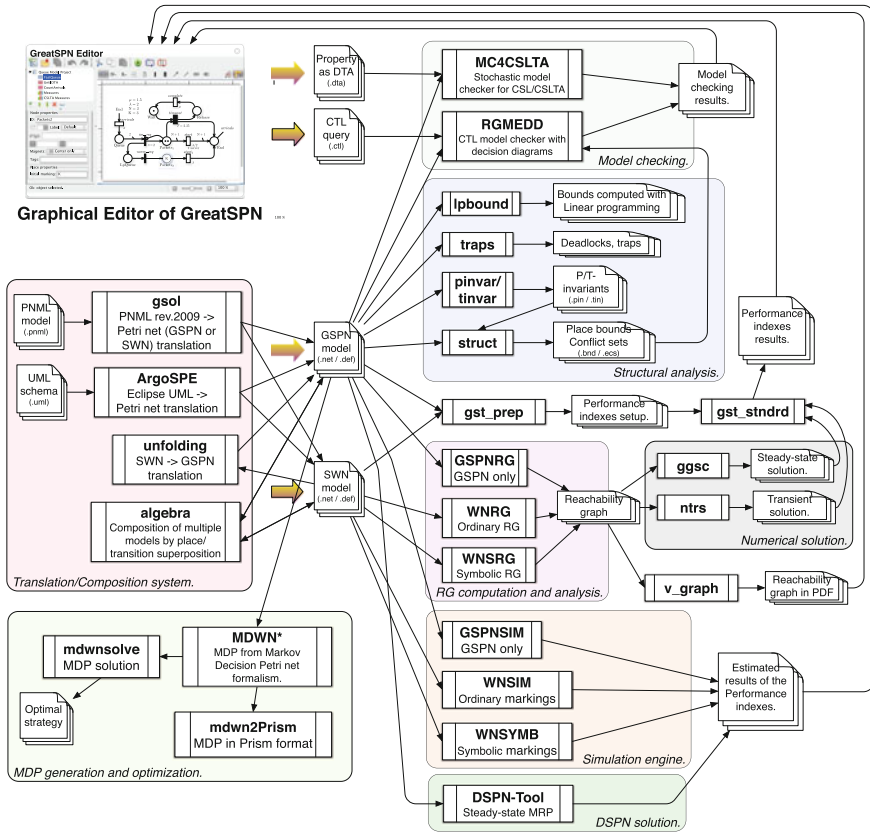 GreatSPN Editor
Graphical Editor of GreatSPN
Property
as DTA
(.dta)
CTL
query
(.ctl)
MC4CSLTA
Stochastic model
checker for CSL/CSLTA
RGMEDD
CTL model checker with
decision diagrams
Model checking.
Model
checking
results.
lpbound
Bounds computed with
Linear programming
traps
Deadlocks, traps
pinvar/
tinvar
P/T-
invariants
(.pin / .tin)
struct
Place bounds
Conflict sets
(.bnd / .ecs)
Structural analysis.
Performance
indexes
results.
PNML
model
(.pnml)
gsol
PNML rev.2009 ->
Petri net (GSPN or
SWN) translation
UML
schema
(.uml)
ArgoSPE
Eclipse UML ->
Petri net translation
unfolding
SWN -> GSPN
translation
algebra
Composition of multiple
models by place/
transition superposition
Translation/Composition system.
GSPN
model
(.net / .def)
SWN
model
(.net / .def)
gst_prep
Performance
indexes setup.
gst_stndrd
GSPNRG
GSPN only
WNRG
Ordinary RG
WNSRG
Symbolic RG
RG computation and analysis.
Reachability
graph
ggsc
Steady-state
solution.
ntrs
Transient
solution.
Numerical solution.
v_graph
Reachability
graph in PDF
mdwnsolve
MDP solution
MDWN*
MDP from Markov
Decision Petri net
formalism.
Optimal
strategy
mdwn2Prism
MDP in Prism format
MDP generation and optimization.
GSPNSIM
GSPN only
WNSIM
Ordinary markings
WNSYMB
Symbolic markings
Simulation engine.
Estimated
results of the
Performance
indexes.
DSPN-Tool
Steady-state MRP
DSPN solution.